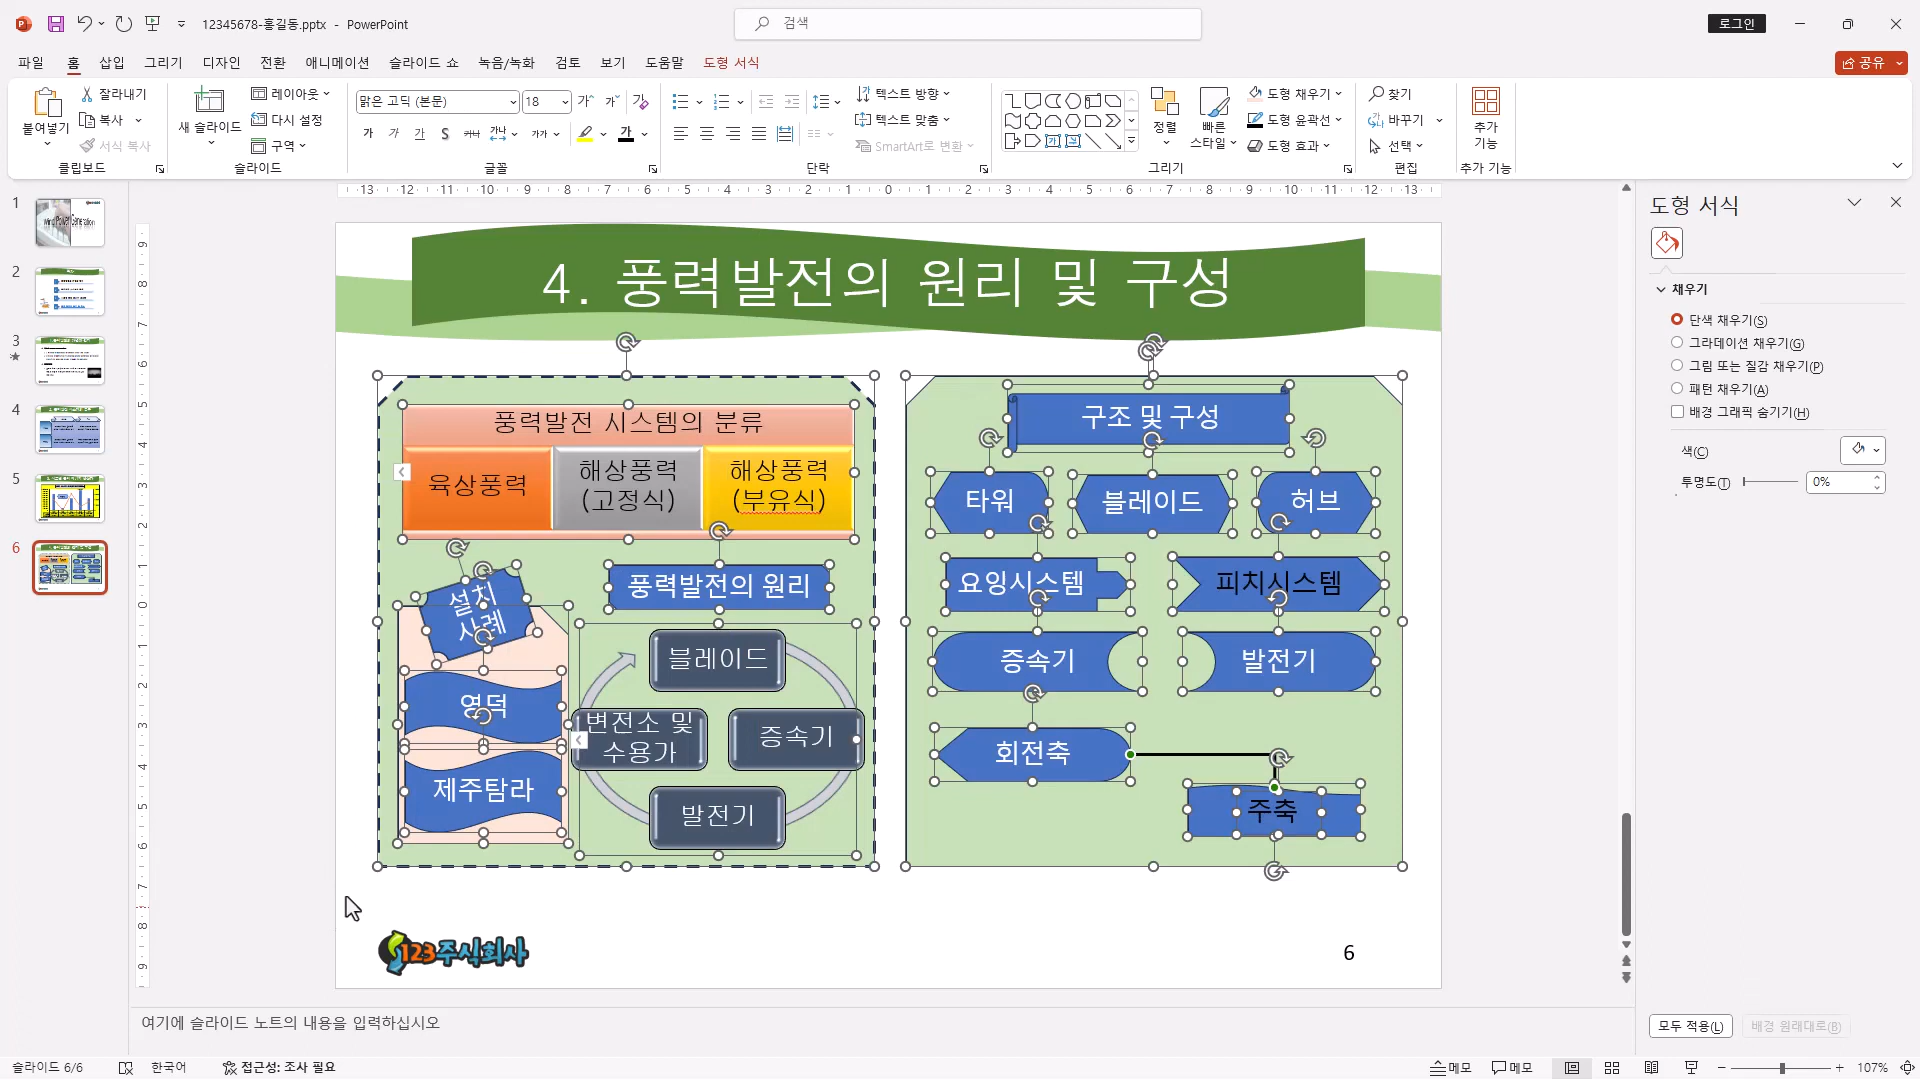 12345678-홍길동.pptx - PowerPoint
검색
로그인
파일
홈
삽입
그리기
디자인
전환
애니메이션
슬라이드 쇼
녹음/녹화
검토
보기
도움말
도형 서식
공유
붙여넣기
잘라내기
복사
서식 복사
클립보드
새 슬라이드
레이아웃
다시 설정
구역
슬라이드
맑은 고딕 (본문)
18
글꼴
텍스트 방향
텍스트 맞춤
SmartArt로 변환
단락
정렬
빠른 스타일
도형 채우기
도형 윤곽선
도형 효과
그리기
찾기
바꾸기
선택
편집
추가 기능
추가 기능
1
2
3
4
5
6
4. 풍력발전의 원리 및 구성
풍력발전 시스템의 분류
육상풍력
해상풍력
(고정식)
해상풍력
(부유식)
설치
사례
풍력발전의 원리
영덕
제주탐라
블레이드
변전소 및
수용가
증속기
발전기
구조 및 구성
타워
블레이드
허브
요잉시스템
피치시스템
증속기
발전기
회전축
주축
123주식회사
6
도형 서식
채우기
단색 채우기(S)
그라데이션 채우기(G)
그림 또는 질감 채우기(P)
패턴 채우기(A)
배경 그래픽 숨기기(H)
색(C)
투명도(T)
0%
모두 적용(L)
배경 원래대로(B)
여기에 슬라이드 노트의 내용을 입력하십시오
슬라이드 6/6
한국어
접근성: 조사 필요
메모
메모
107%